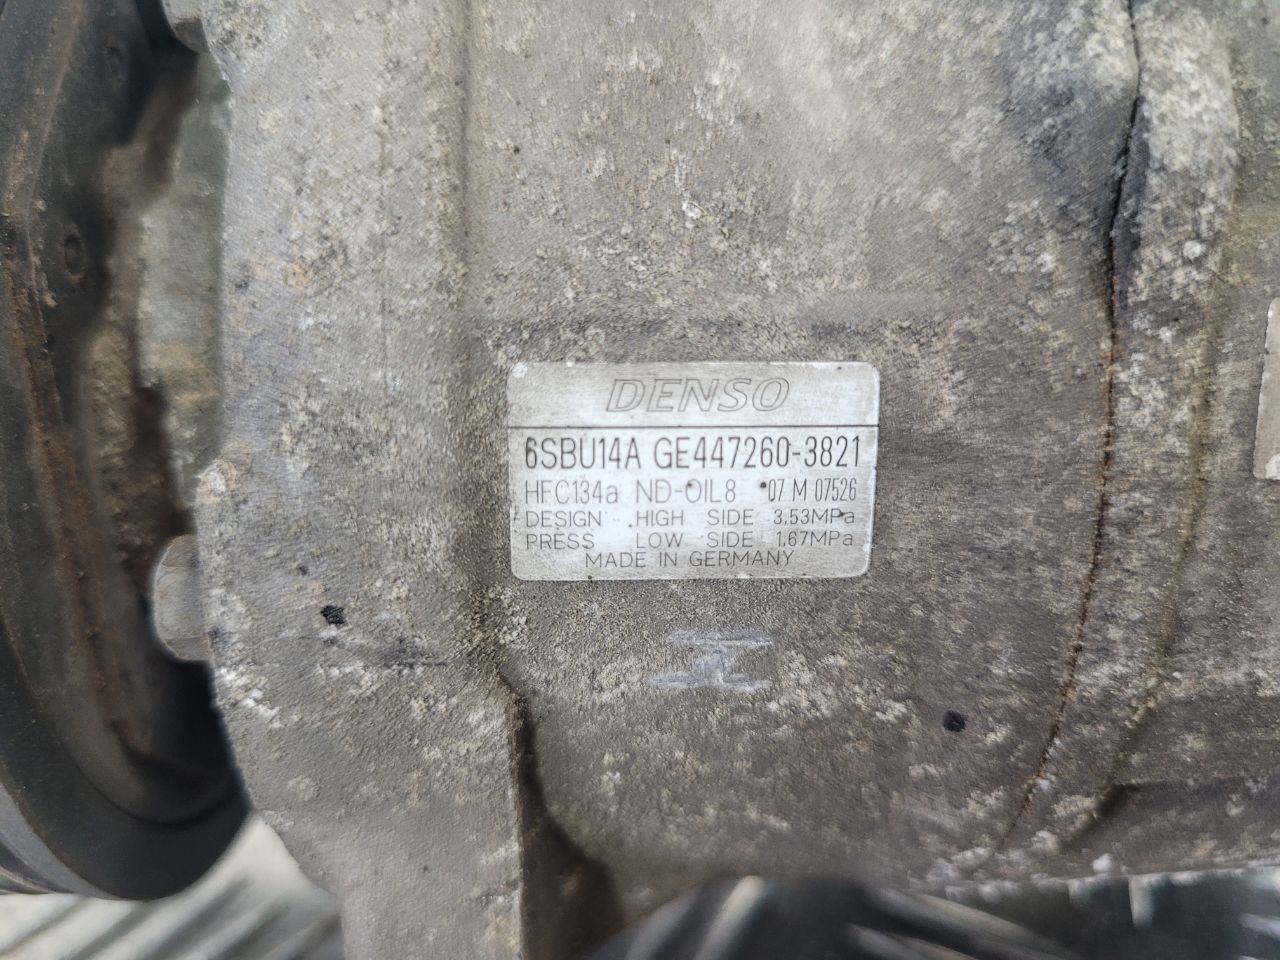 DENSO
6SBU14A GE447260-3821
HFC134a ND-OIL8 07 M 07526
DESIGN HIGH SIDE 3.53MPa
PRESS LOW SIDE 1.67MPa
MADE IN GERMANY